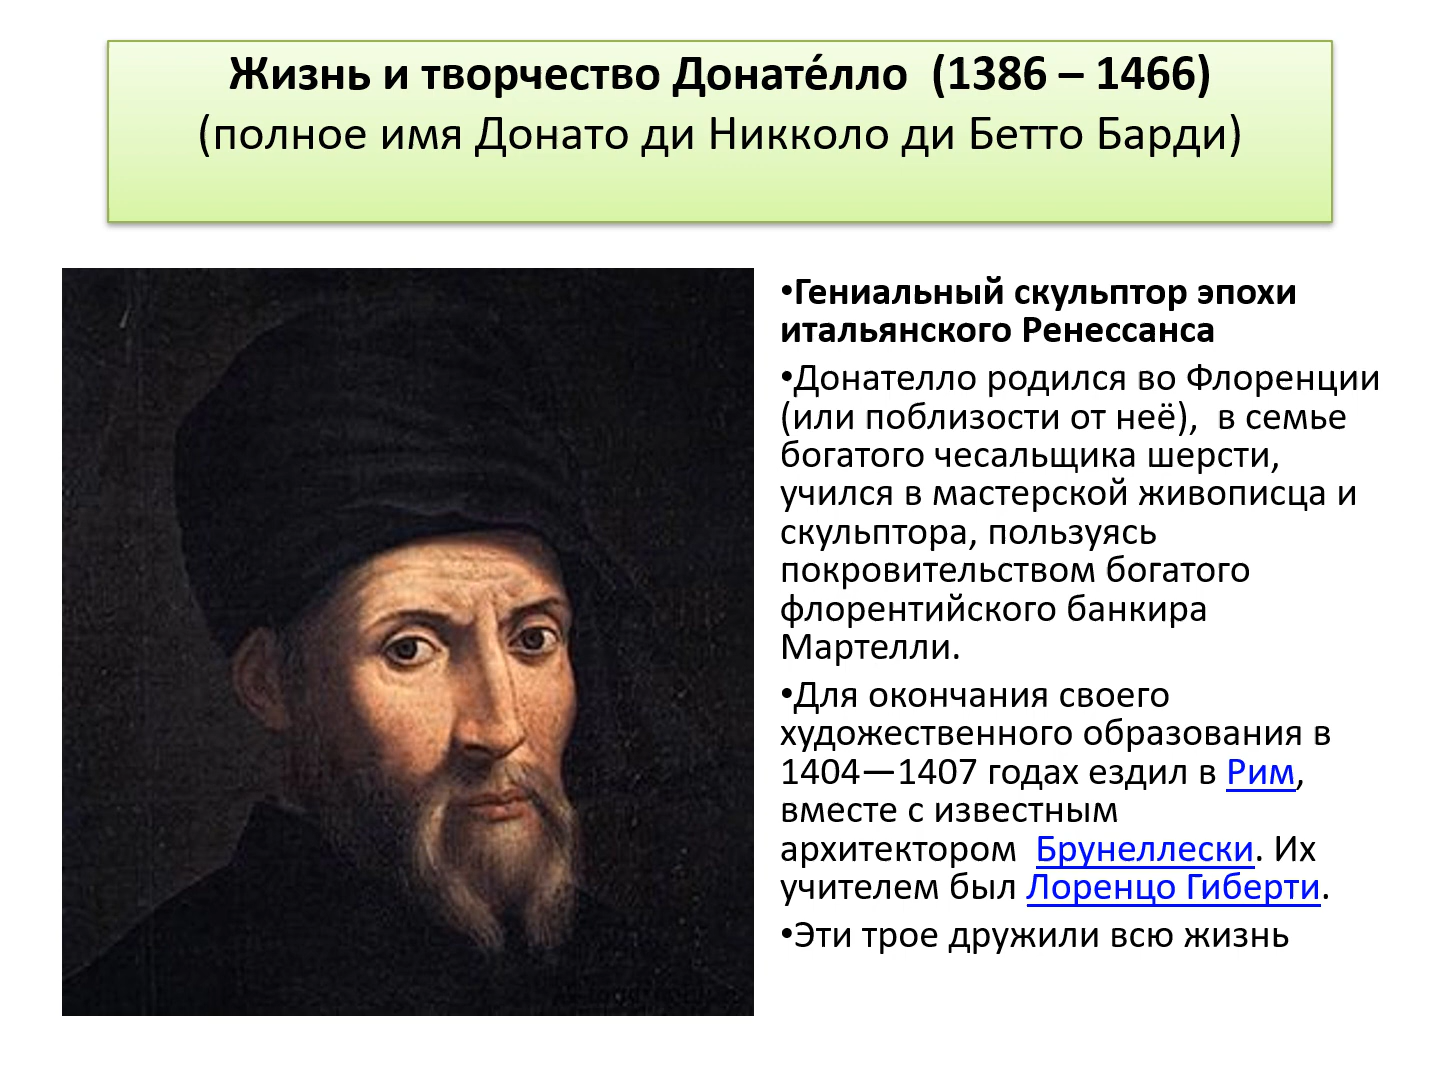 Жизнь и творчество Донате́лло  (1386 – 1466)
(полное имя Донато ди Никколо ди Бетто Барди)
•Гениальный скульптор эпохи
итальянского Ренессанса
•Донателло родился во Флоренции
(или поблизости от неё),  в семье
богатого чесальщика шерсти,
учился в мастерской живописца и
скульптора, пользуясь
покровительством богатого
флорентийского банкира
Мартелли.
•Для окончания своего
художественного образования в
1404—1407 годах ездил в Рим,
вместе с известным
архитектором  Брунеллески. Их
учителем был Лоренцо Гиберти.
•Эти трое дружили всю жизнь